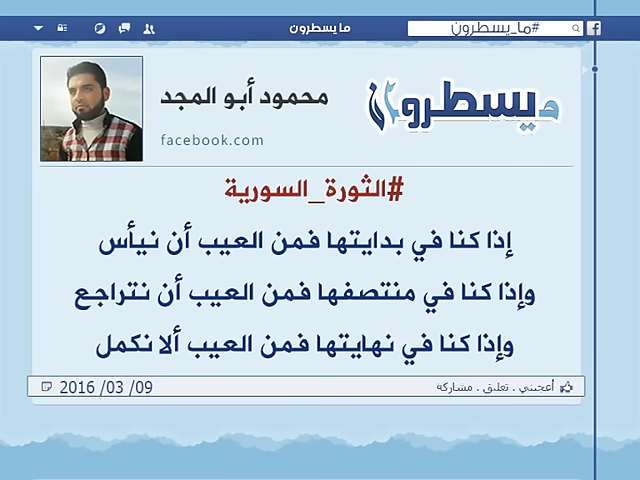 ما يسطرون
#ما_يسطرون
f
محمود أبو المجد
facebook.com
ما يسطرون
#الثورة_السورية
إذا كنا في بدايتها فمن العيب أن نيأس
وإذا كنا في منتصفها فمن العيب أن نتراجع
وإذا كنا في نهايتها فمن العيب ألا نكمل
أعجبني . تعليق . مشاركة
2016 /03 /09